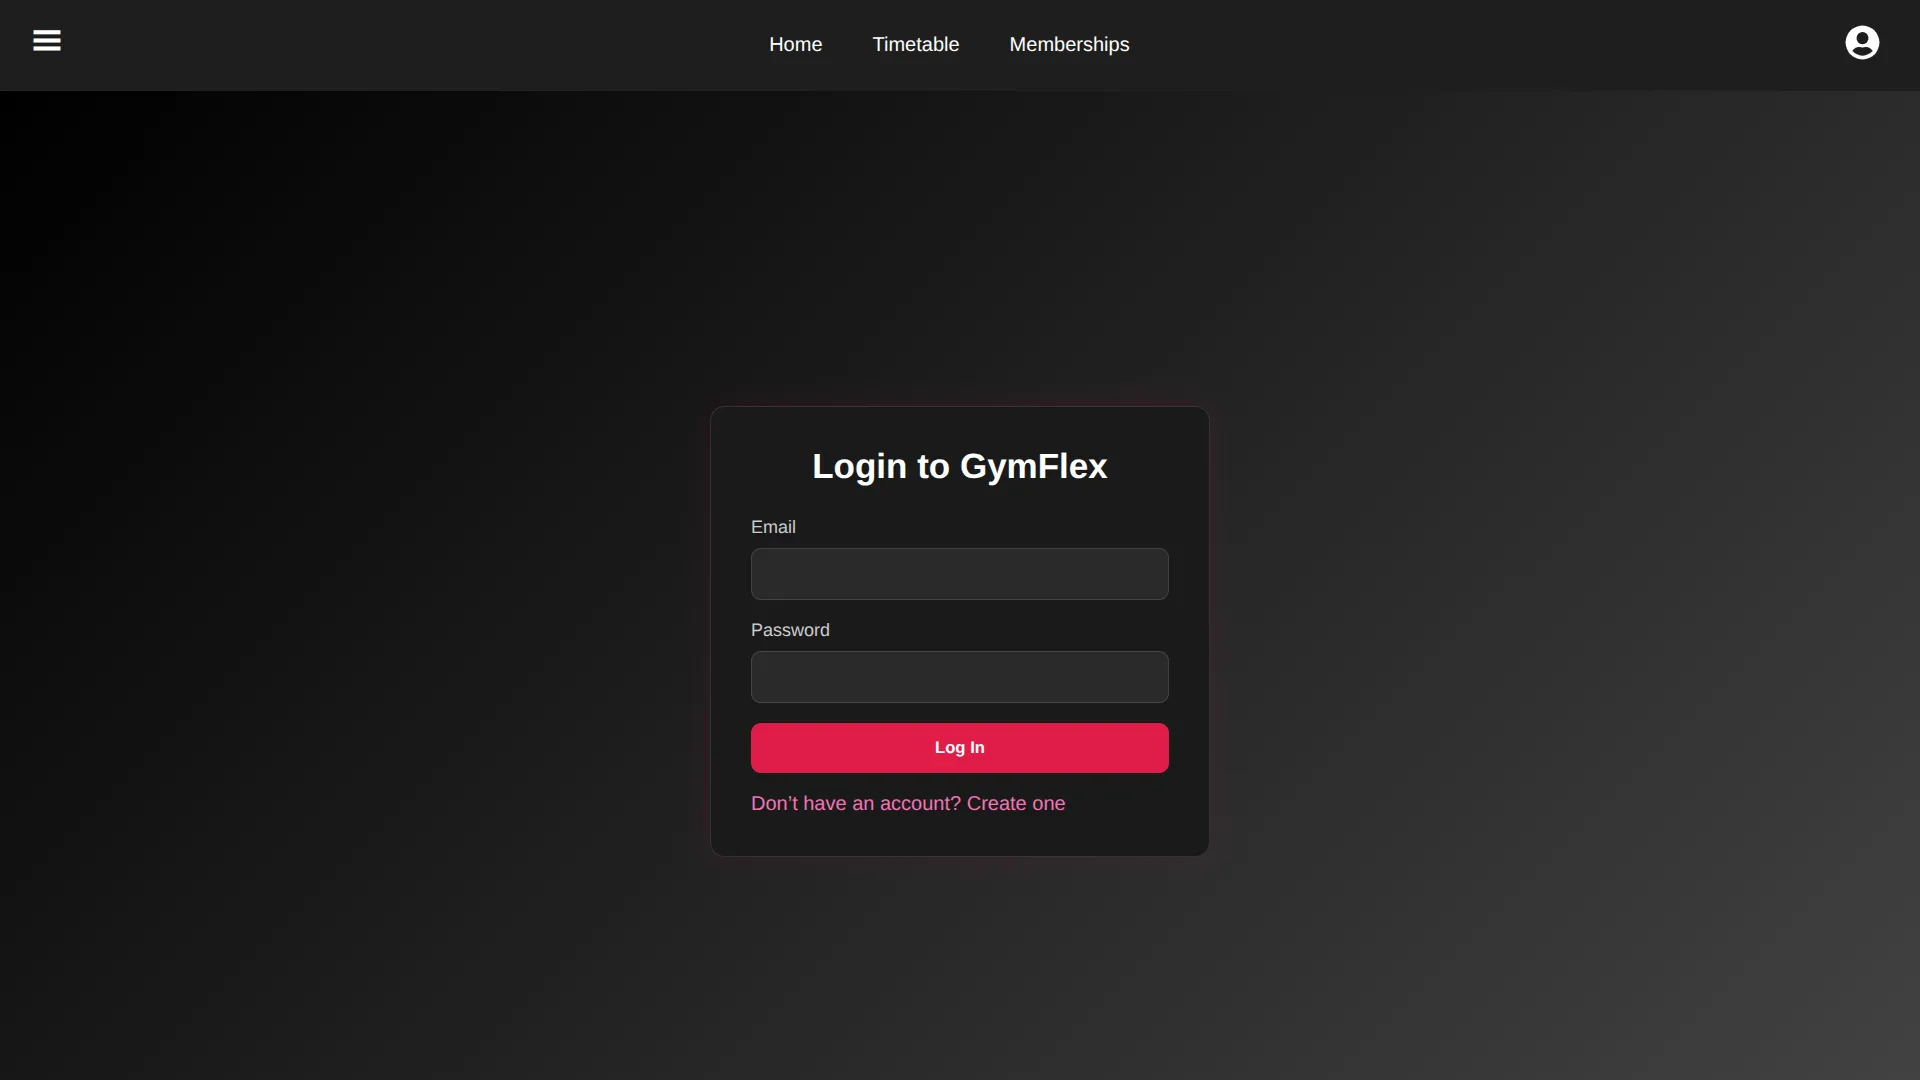 Home
Timetable
Memberships
Login to GymFlex
Email
Password
Log In
Don’t have an account? Create one